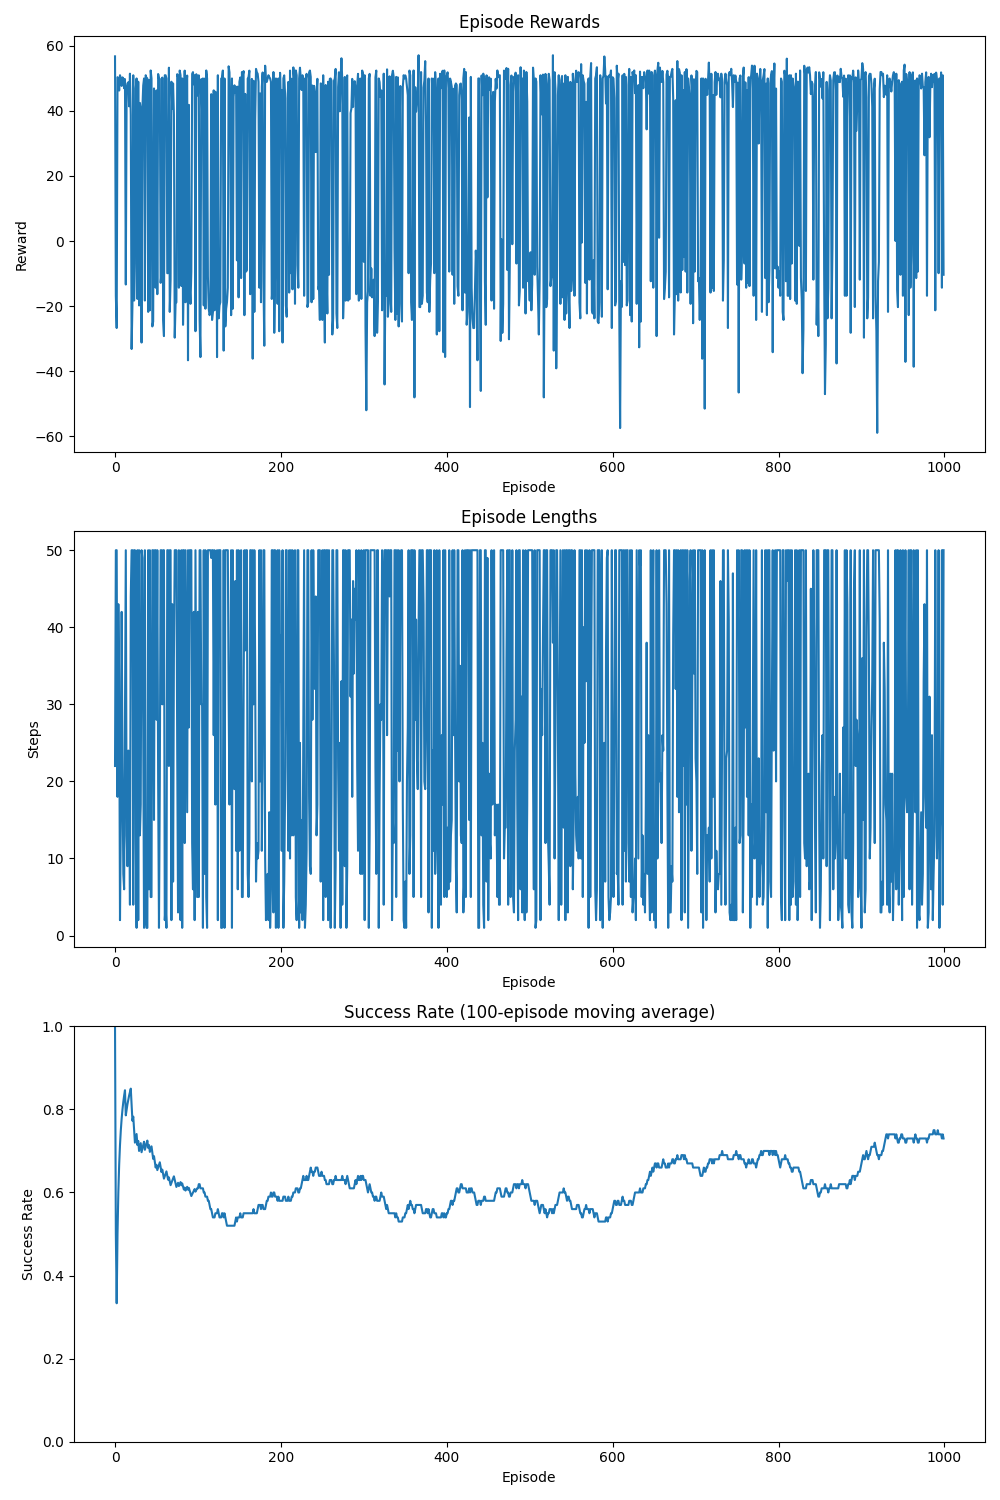 Episode Rewards
60
40
20
0
−20
−40
−60
Reward
0 200 400 600 800 1000
Episode
Episode Lengths
50
40
30
20
10
0
Steps
0 200 400 600 800 1000
Episode
Success Rate (100-episode moving average)
1.0
0.8
0.6
0.4
0.2
0.0
Success Rate
0 200 400 600 800 1000
Episode